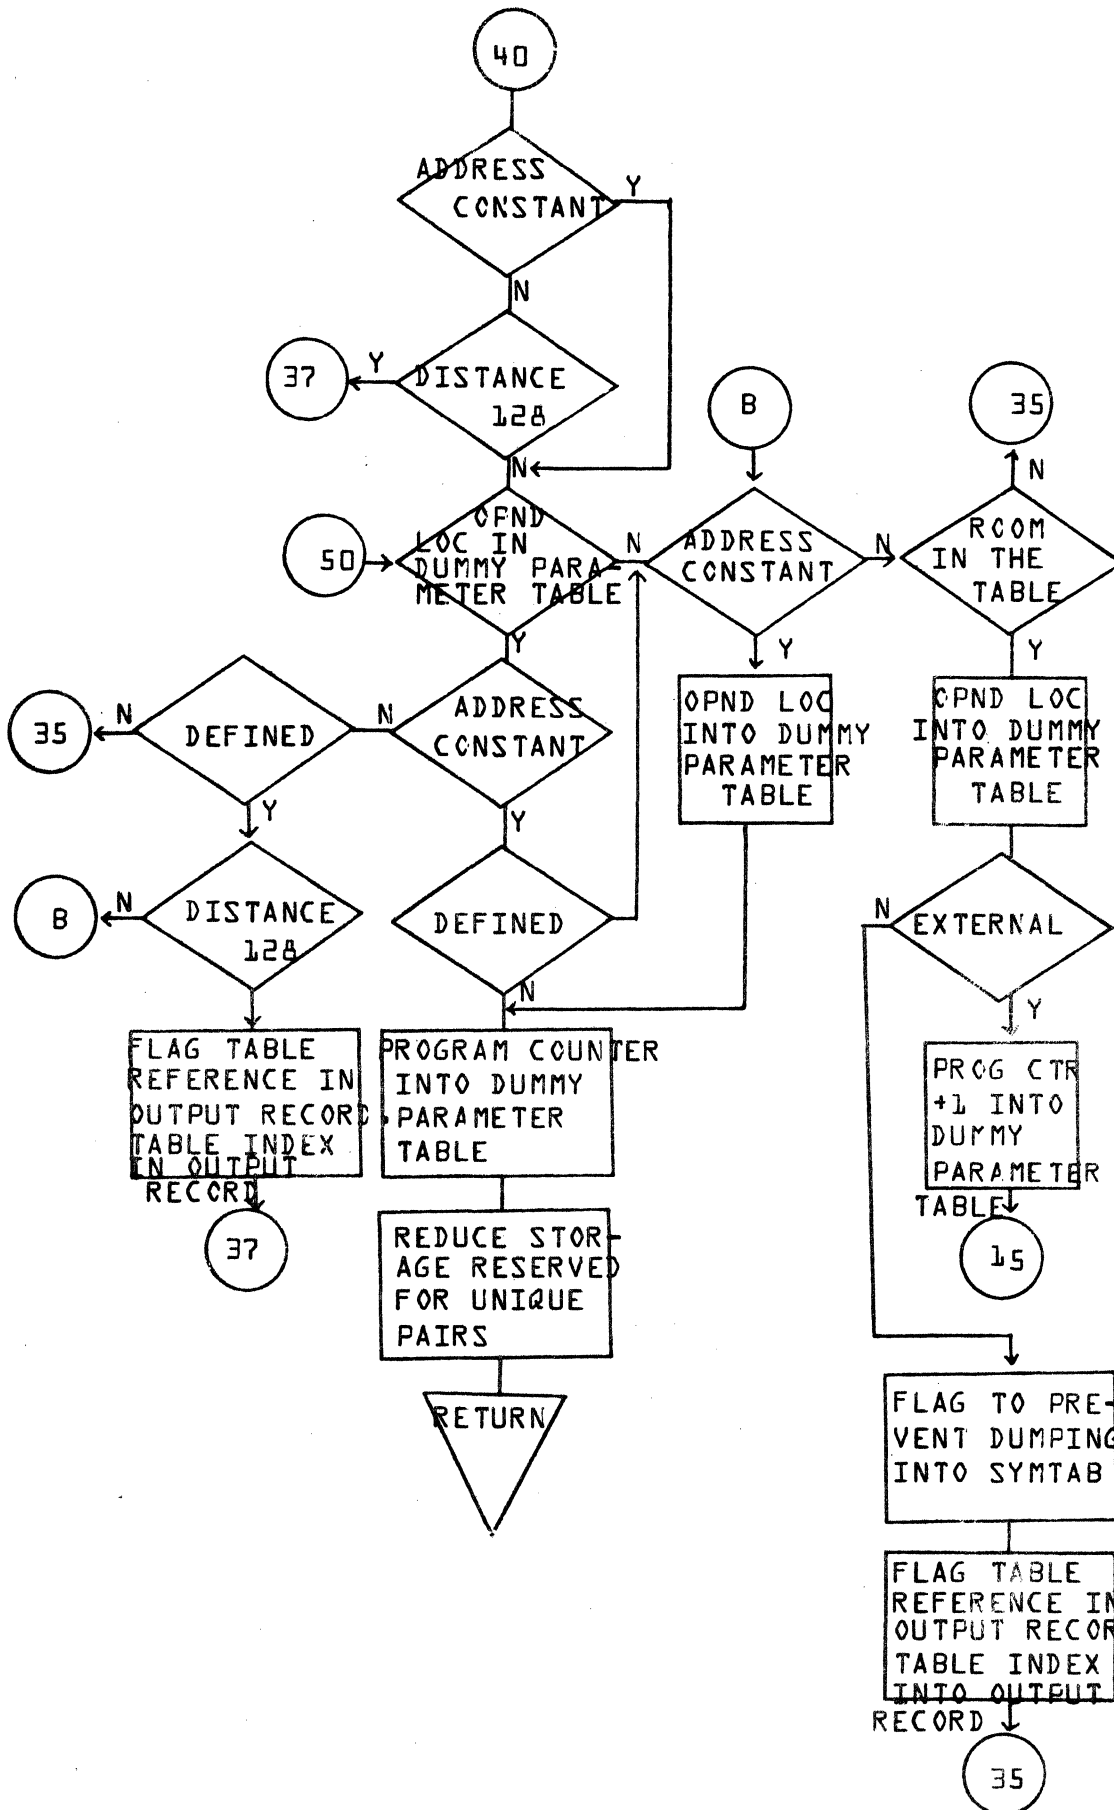 40
ADDRESS
CONSTANT
Y
N
37
Y
DISTANCE
128
N
B
35
N
50
OPND
LOC IN
DUMMY PARA-
METER TABLE
N
ADDRESS
CONSTANT
N
ROOM
IN THE
TABLE
Y
Y
Y
35
N
DEFINED
N
ADDRESS
CONSTANT
OPND LOC
INTO DUMMY
PARAMETER
TABLE
OPND LOC
INTO DUMMY
PARAMETER
TABLE
Y
Y
B
N
DISTANCE
128
DEFINED
N
N
EXTERNAL
Y
FLAG TABLE
REFERENCE IN
OUTPUT RECORD.
TABLE INDEX
IN OUTPUT
RECORD
PROGRAM COUNTER
INTO DUMMY
PARAMETER
TABLE
PROG CTR
+1 INTO
DUMMY
PARAMETER
TABLE
37
REDUCE STOR-
AGE RESERVED
FOR UNIQUE
PAIRS
15
RETURN
FLAG TO PRE-
VENT DUMPING
INTO SYMTAB
FLAG TABLE
REFERENCE IN
OUTPUT RECOR
TABLE INDEX
INTO OUTPUT
RECORD
35